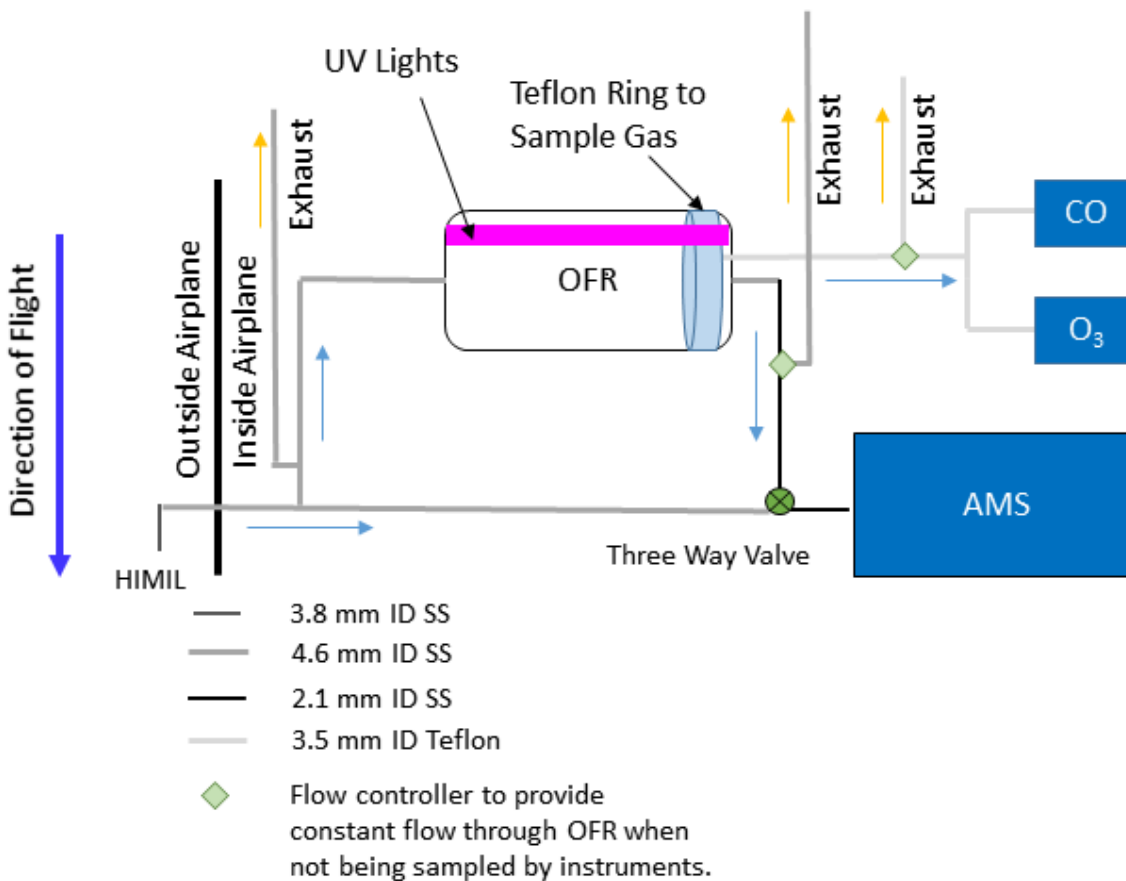 UV Lights
Teflon Ring to
Sample Gas
Exhaust
Exhaust
Exhaust
CO
O₃
OFR
Direction of Flight
Outside Airplane
Inside Airplane
AMS
Three Way Valve
HIMIL
3.8 mm ID SS
4.6 mm ID SS
2.1 mm ID SS
3.5 mm ID Teflon
Flow controller to provide
constant flow through OFR when
not being sampled by instruments.